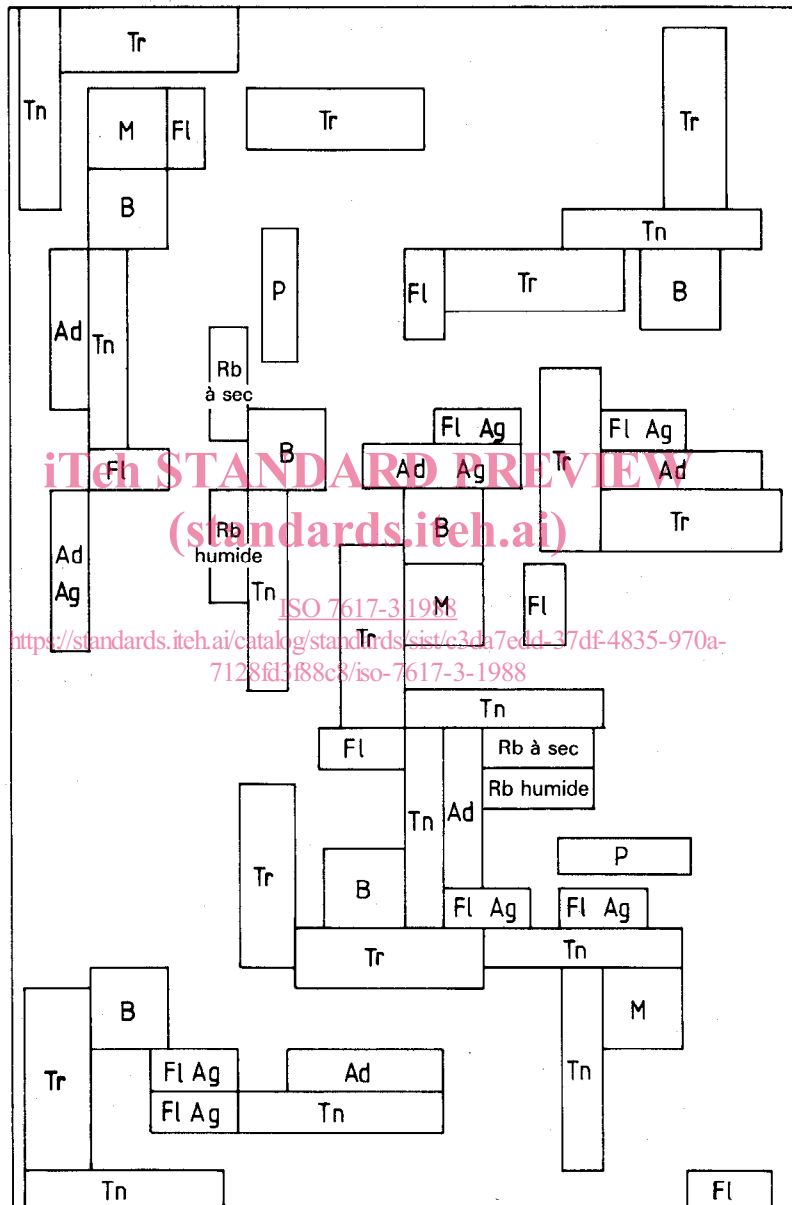 Tr
Tn
M Fl
Tr
Tr
B
Tn
P
Fl Tr B
Ad Tn
Rb
à sec
Fl Ag
Fl Ag
B
Ad Ag
Tr
Ad
Fl
iTeh STANDARD PREVIEW
(standards.iteh.ai)
Rb
humide
B
Tr
Ad
Ag
Tn
M
Fl
ISO 7617-3:1988
https://standards.iteh.ai/catalog/standards/sist/c3da7edd-37df-4835-970a-
7128fd3f88c8/iso-7617-3-1988
Tr
Tn
Fl
Rb à sec
Rb humide
Tn Ad
P
Tr
B
Fl Ag
Fl Ag
Tr
Tn
B
M
Tn
Tr
Fl Ag
Ad
Fl Ag
Tn
Tn
Fl